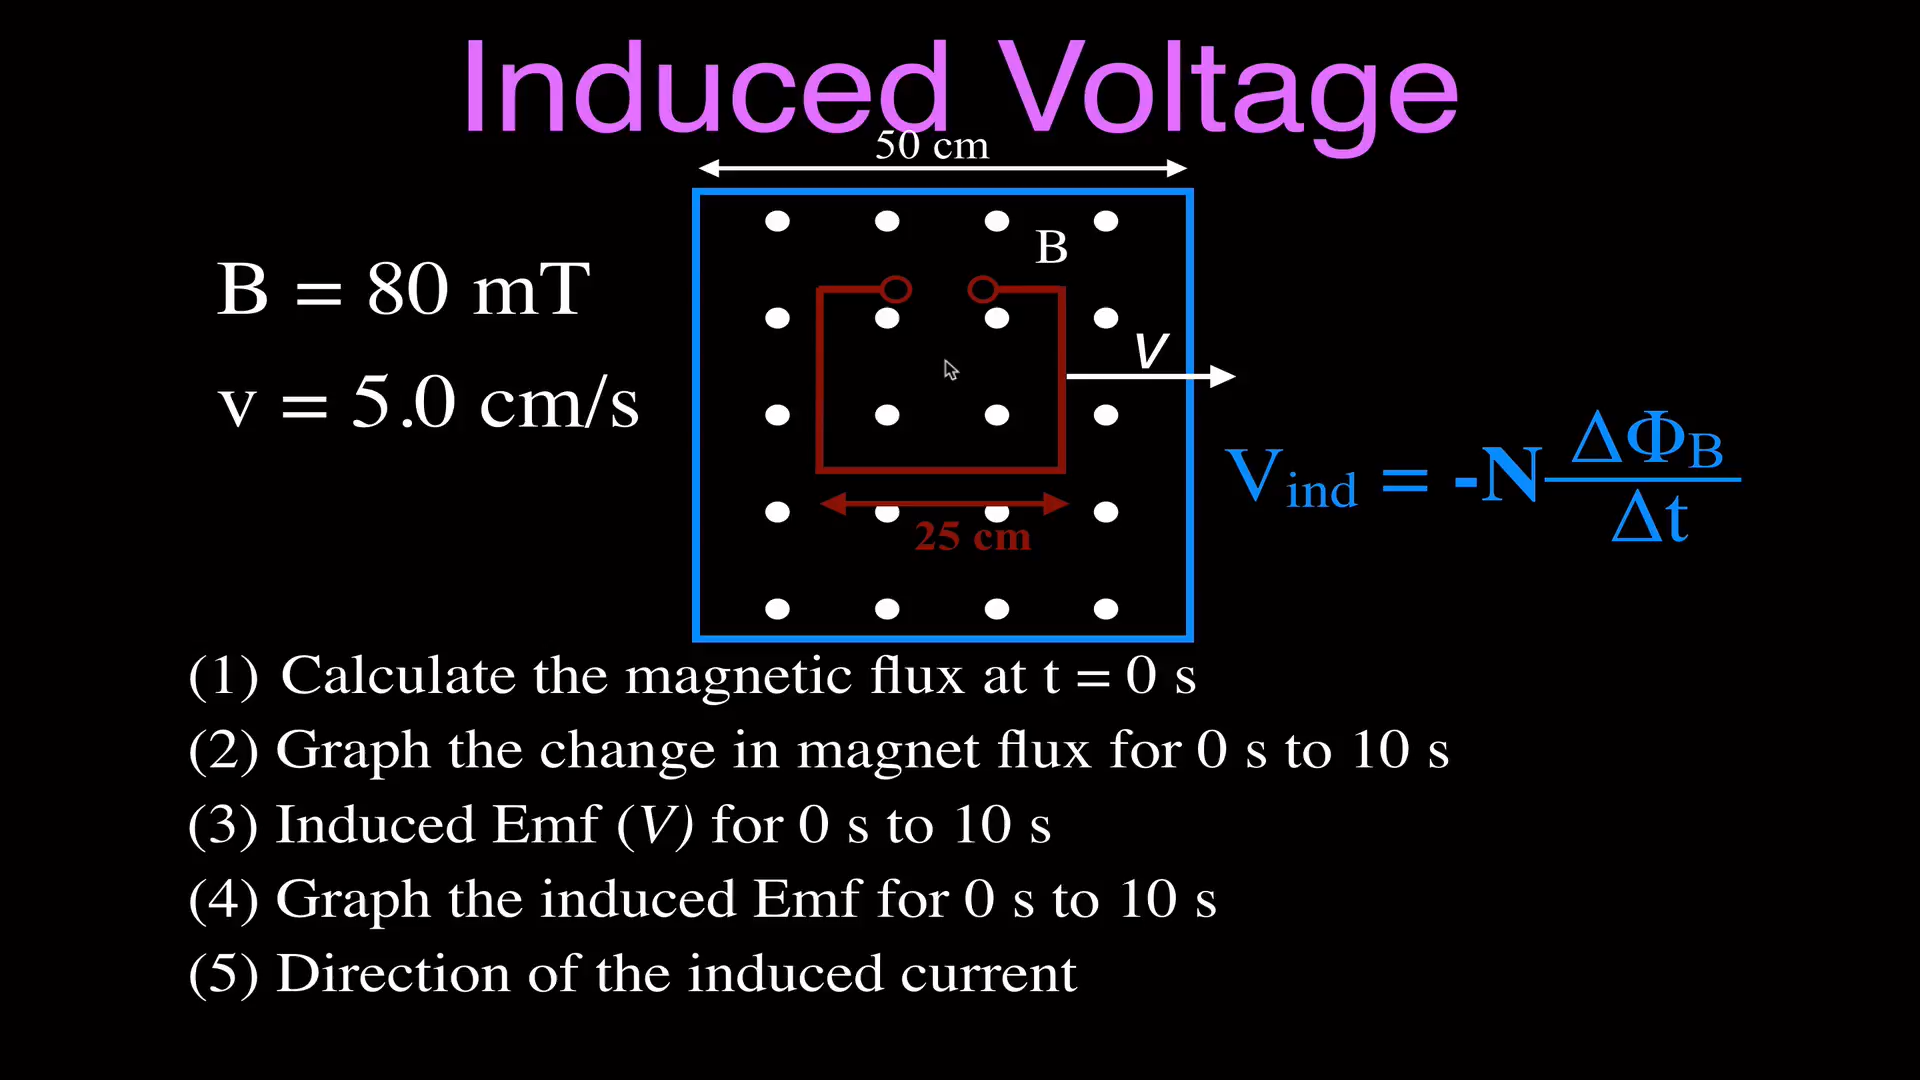 Induced Voltage
50 cm
B
B = 80 mT
v
v = 5.0 cm/s
V_ind = -N ΔΦ_B/Δt
25 cm
(1) Calculate the magnetic flux at t = 0 s
(2) Graph the change in magnet flux for 0 s to 10 s
(3) Induced Emf (V) for 0 s to 10 s
(4) Graph the induced Emf for 0 s to 10 s
(5) Direction of the induced current